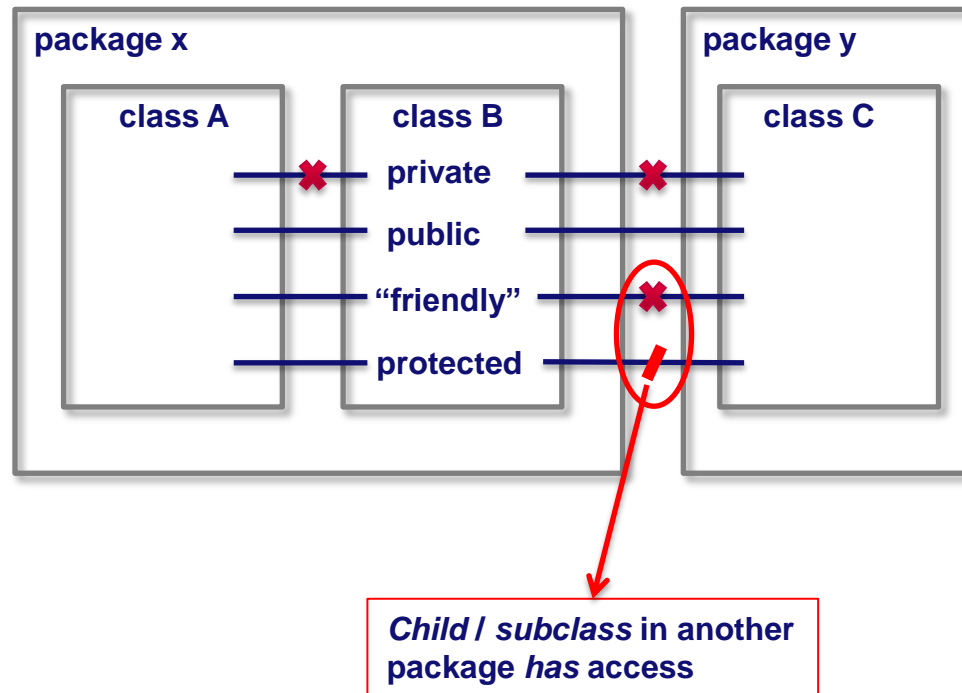 package x
package y
class A
class B
class C
private
public
“friendly”
protected
Child / subclass in another
package has access